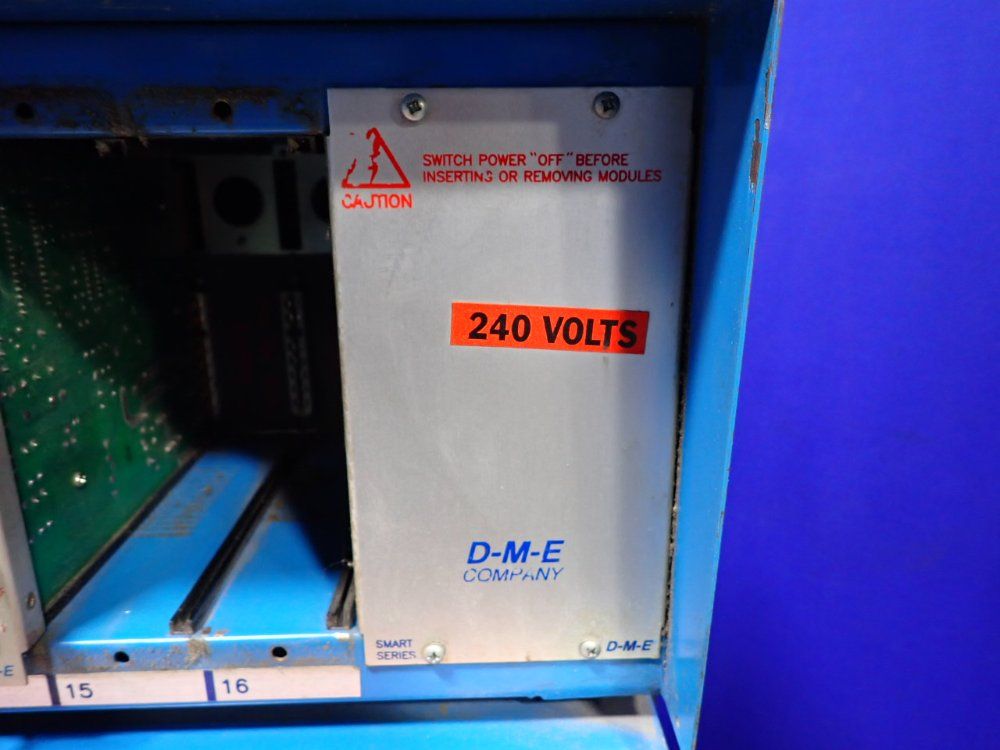 SWITCH POWER "OFF" BEFORE
INSERTING OR REMOVING MODULES
CAUTION
240 VOLTS
D-M-E
COMPANY
SMART
SERIES
D-M-E
-E
15
16